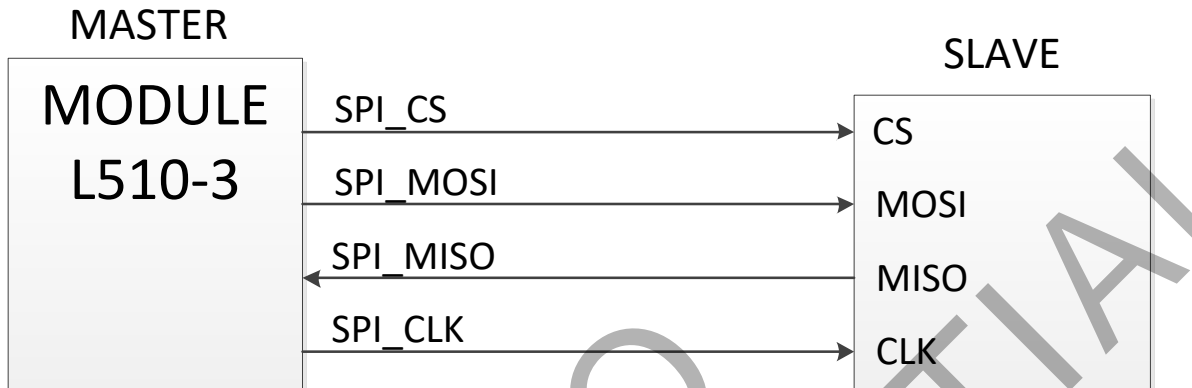 MASTER
SLAVE
MODULE
L510-3
SPI_CS
CS
SPI_MOSI
MOSI
SPI_MISO
MISO
SPI_CLK
CLK